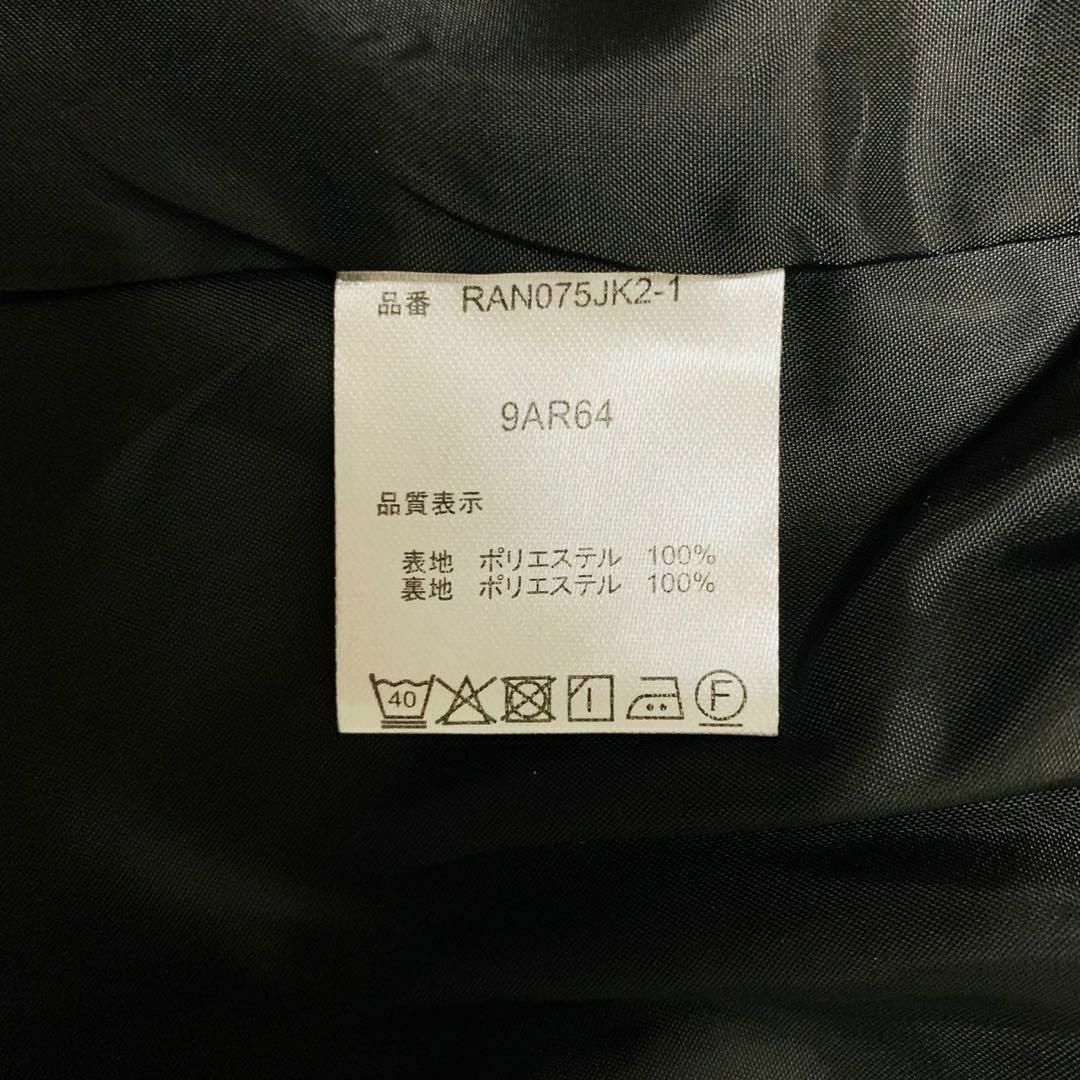 品番 RAN075JK2-1
9AR64
品質表示
表地 ポリエステル 100%
裏地 ポリエステル 100%
40 F